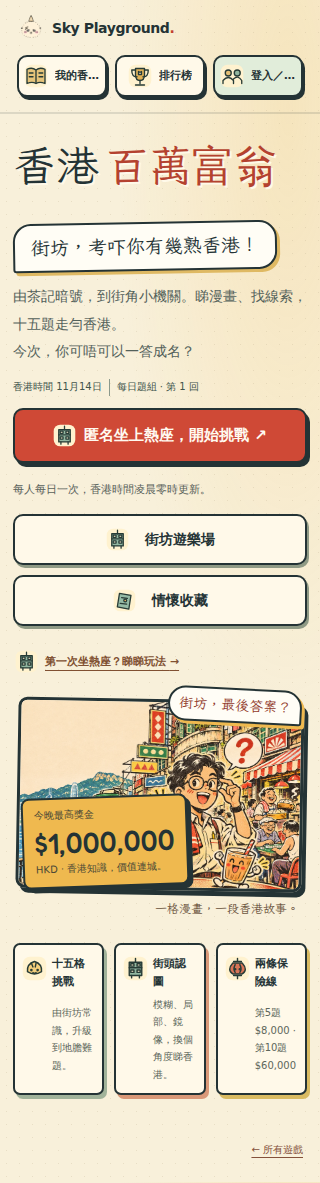 Sky Playground.
我的香...
排行榜
登入／...
香港 百萬富翁
街坊，考吓你有幾熟香港！
由茶記暗號，到街角小機關。睇漫畫、找線索，
十五題走勻香港。
今次，你可唔可以一答成名？
香港時間 11月14日
每日題組 · 第 1 回
匿名坐上熱座，開始挑戰 ↗
每人每日一次，香港時間凌晨零時更新。
街坊遊樂場
情懷收藏
第一次坐熱座？睇睇玩法 →
街坊，最後答案？
?
今晚最高獎金
$1,000,000
HKD · 香港知識，價值連城。
一格漫畫，一段香港故事。
十五格
挑戰
由街坊常
識，升級
到地膽難
題。
街頭認
圖
模糊、局
部、鏡
像，換個
角度睇香
港。
兩條保
險線
第5題
$8,000 ·
第10題
$60,000
← 所有遊戲